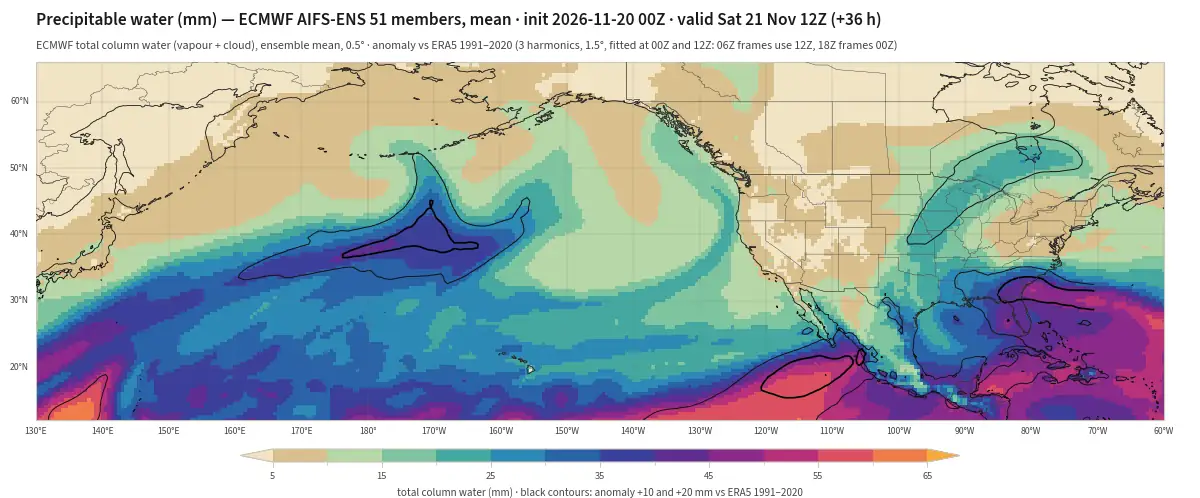 Precipitable water (mm) — ECMWF AIFS-ENS 51 members, mean · init 2026-11-20 00Z · valid Sat 21 Nov 12Z (+36 h)
ECMWF total column water (vapour + cloud), ensemble mean, 0.5° · anomaly vs ERA5 1991–2020 (3 harmonics, 1.5°, fitted at 00Z and 12Z: 06Z frames use 12Z, 18Z frames 00Z)
60°N
50°N
40°N
30°N
20°N
130°E 140°E 150°E 160°E 170°E 180° 170°W 160°W 150°W 140°W 130°W 120°W 110°W 100°W 90°W 80°W 70°W 60°W
5 15 25 35 45 55 65
total column water (mm) · black contours: anomaly +10 and +20 mm vs ERA5 1991–2020